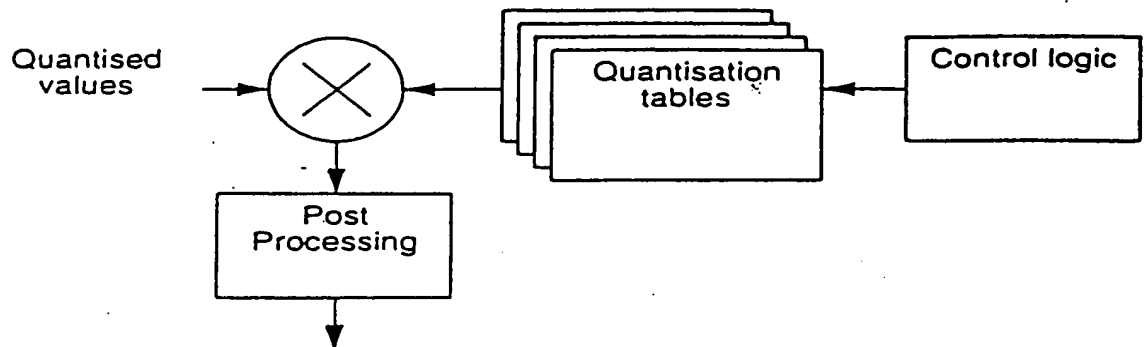 Quantised
values
Quantisation
tables
Control logic
Post
Processing